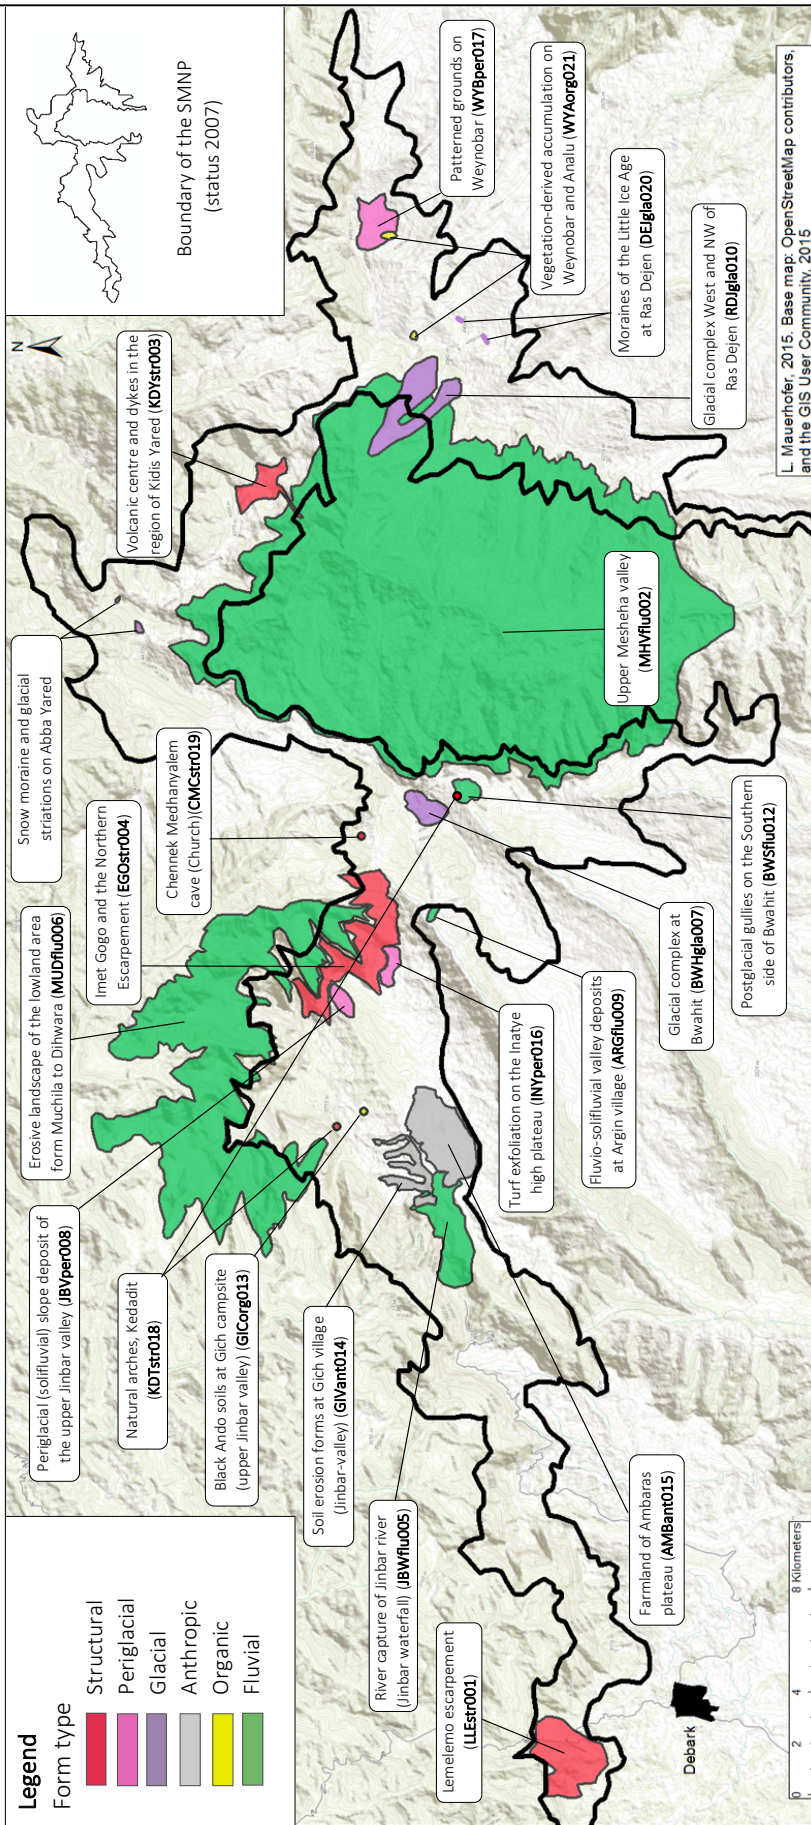 Legend
Form type
Structural
Periglacial
Glacial
Anthropic
Organic
Fluvial
Boundary of the SMNP
(status 2007)
N
Snow moraine and glacial
striations on Abba Yared
Volcanic centre and dykes in the
region of Kidis Yared (KDYstr003)
Erosive landscape of the lowland area
form Muchila to Dihwara (MUDflu006)
Imet Gogo and the Northern
Escarpement (EGOstr004)
Chennek Medhanyalem
cave (Church)(CMCstr019)
Periglacial (solifluvial) slope deposit of
the upper Jinbar valley (JBVper008)
Natural arches, Kedadit
(KDTstr018)
Black Ando soils at Gich campsite
(upper Jinbar valley) (GICorg013)
Soil erosion forms at Gich village
(Jinbar-valley) (GIVant014)
River capture of Jinbar river
(Jinbar waterfall) (JBWflu005)
Lemelemo escarpement
(LLEstr001)
Patterned grounds on
Weynobar (WYBper017)
Vegetation-derived accumulation on
Weynobar and Analu (WYAorg021)
Moraines of the Little Ice Age
at Ras Dejen (DEJgla020)
Glacial complex West and NW of
Ras Dejen (RDJgla010)
Upper Mesheha valley
(MHVflu002)
Turf exfoliation on the Inatye
high plateau (INYper016)
Fluvio-solifluvial valley deposits
at Argin village (ARGflu009)
Glacial complex at
Bwahit (BWHgla007)
Postglacial gullies on the Southern
side of Bwahit (BWSflu012)
Farmland of Ambaras
plateau (AMBant015)
Debark
0 2 4 8 Kilometers
L. Mauerhofer, 2015. Base map: OpenStreetMap contributors,
and the GIS User Community, 2015